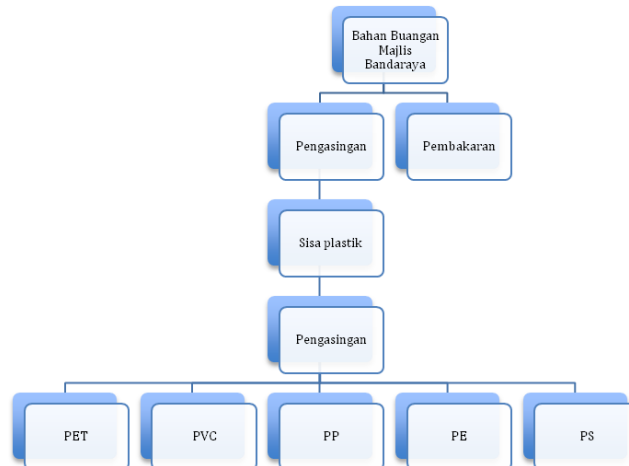 Bahan Buangan
Majlis
Bandaraya
Pengasingan
Pembakaran
Sisa plastik
Pengasingan
PET
PVC
PP
PE
PS